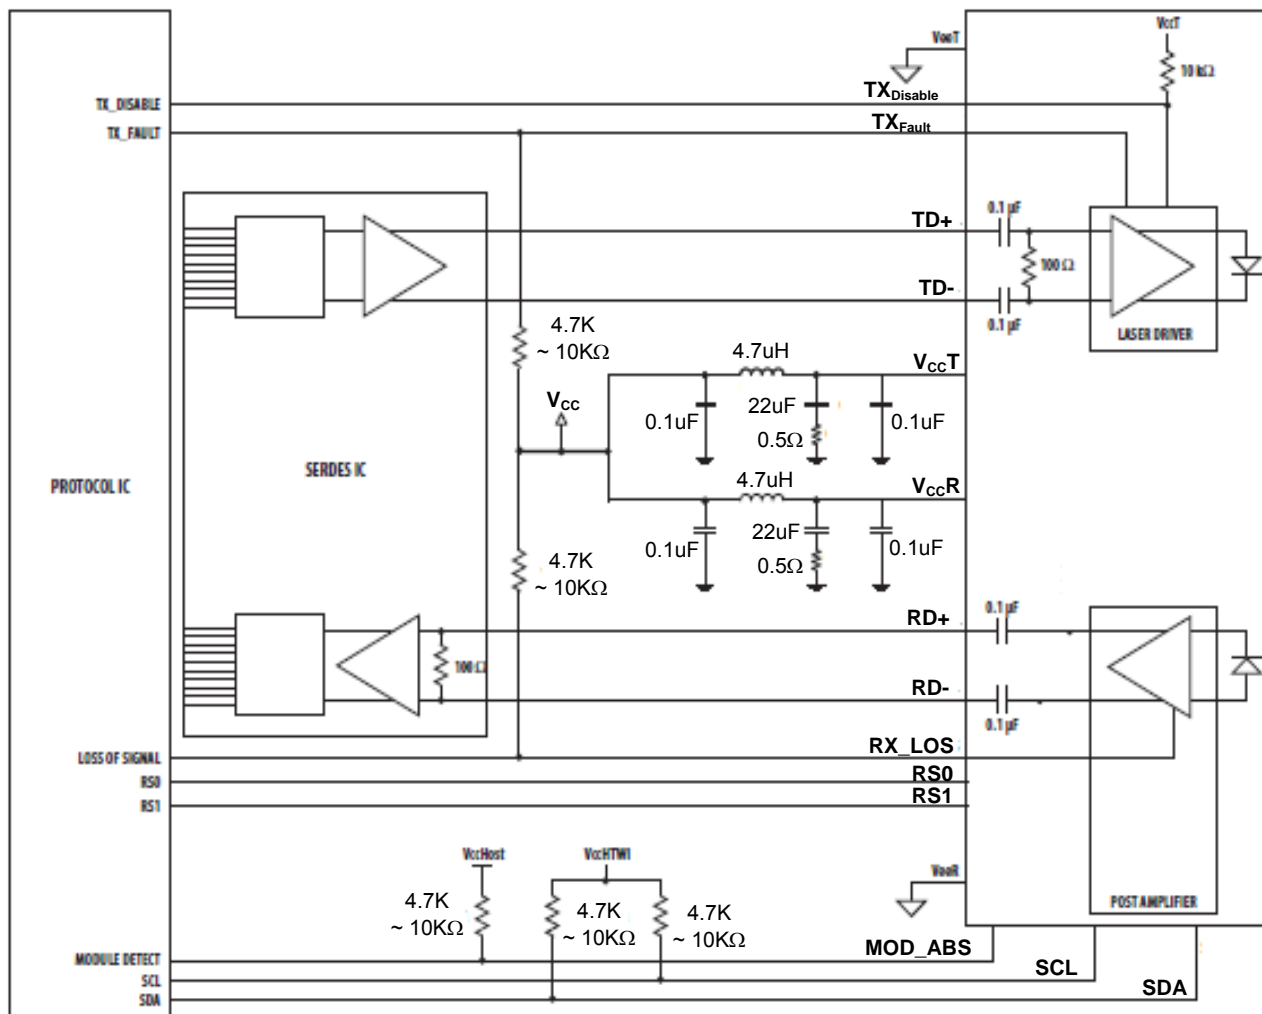 VccT
VeeT
10 kΩ
TX_DISABLE
TXDisable
TX_FAULT
TXFault
0.1 µF
TD+
100 Ω
TD-
0.1 µF
LASER DRIVER
4.7K
~ 10KΩ
4.7uH
VCCT
VCC
0.1uF
22uF
0.5Ω
0.1uF
SERDES IC
PROTOCOL IC
4.7uH
VCCR
4.7K
~ 10KΩ
0.1uF
22uF
0.5Ω
0.1uF
0.1 µF
RD+
100 Ω
RD-
0.1 µF
LOSS OF SIGNAL
RX_LOS
RS0
RS0
RS1
RS1
VccHost
VccHTWI
VeeR
4.7K
~ 10KΩ
4.7K
~ 10KΩ
4.7K
~ 10KΩ
POST AMPLIFIER
MODULE DETECT
MOD_ABS
SCL
SCL
SDA
SDA